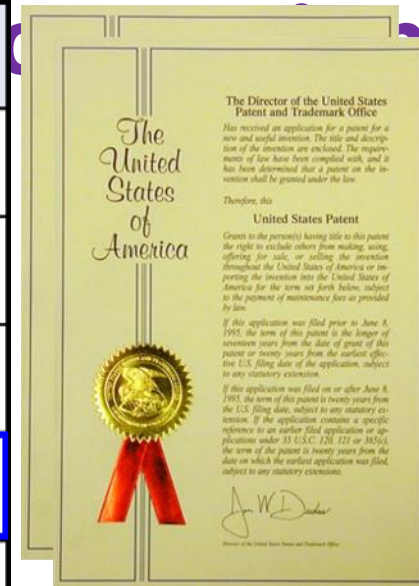 The
United
States
of
America
The Director of the United States
Patent and Trademark Office
Has received an application for a patent for a
new and useful invention. The title and descrip-
tion of the invention are enclosed. The require-
ments of law have been complied with, and it
has been determined that a patent on the in-
vention shall be granted under the law.
Therefore, this
United States Patent
Grants to the person(s) having title to this patent
the right to exclude others from making, using,
offering for sale, or selling the invention
throughout the United States of America or im-
porting the invention into the United States of
America for the term set forth below, subject
to the payment of maintenance fees as provided
by law.
If this application was filed prior to June 8,
1995, the term of this patent is the longer of
seventeen years from the date of grant of this
patent or twenty years from the earliest effec-
tive U.S. filing date of the application, subject
to any statutory extension.
If this application was filed on or after June 8,
1995, the term of this patent is twenty years from
the U.S. filing date, subject to any statutory ex-
tension. If the application contains a specific
reference to an earlier filed application or ap-
plications under 35 U.S.C. 120, 121 or 365(c),
the term of the patent is twenty years from the
date on which the earliest application was filed,
subject to any statutory extensions.
Director of the United States Patent and Trademark Office